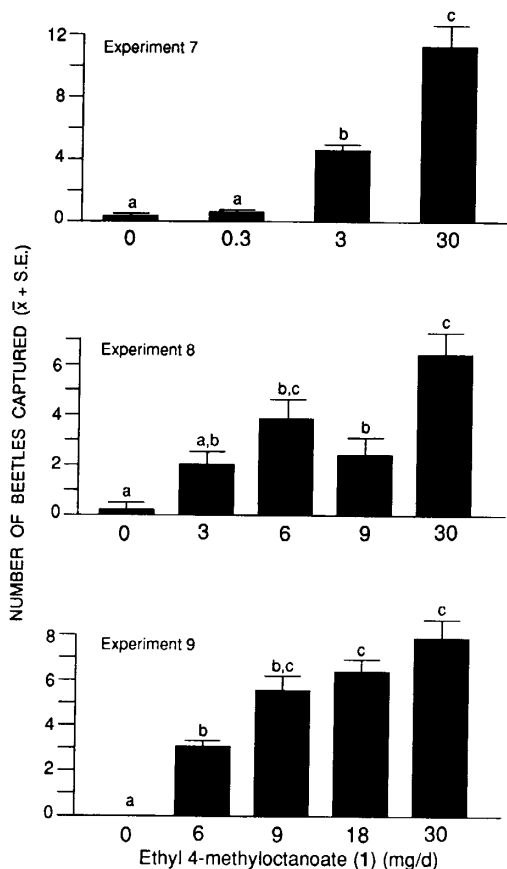 NUMBER OF BEETLES CAPTURED (x̄ + S.E.)
Experiment 7
12
8
4
0
a
a
b
c
0 0.3 3 30
Experiment 8
6
4
2
0
a
a,b
b,c
b
c
0 3 6 9 30
Experiment 9
8
6
4
2
0
a
b
b,c
c
c
0 6 9 18 30
Ethyl 4-methyloctanoate (1) (mg/d)